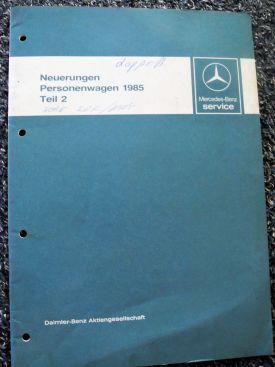 doppelt
Neuerungen
Personenwagen 1985
Teil 2
Mercedes-Benz
service
Daimler-Benz Aktiengesellschaft